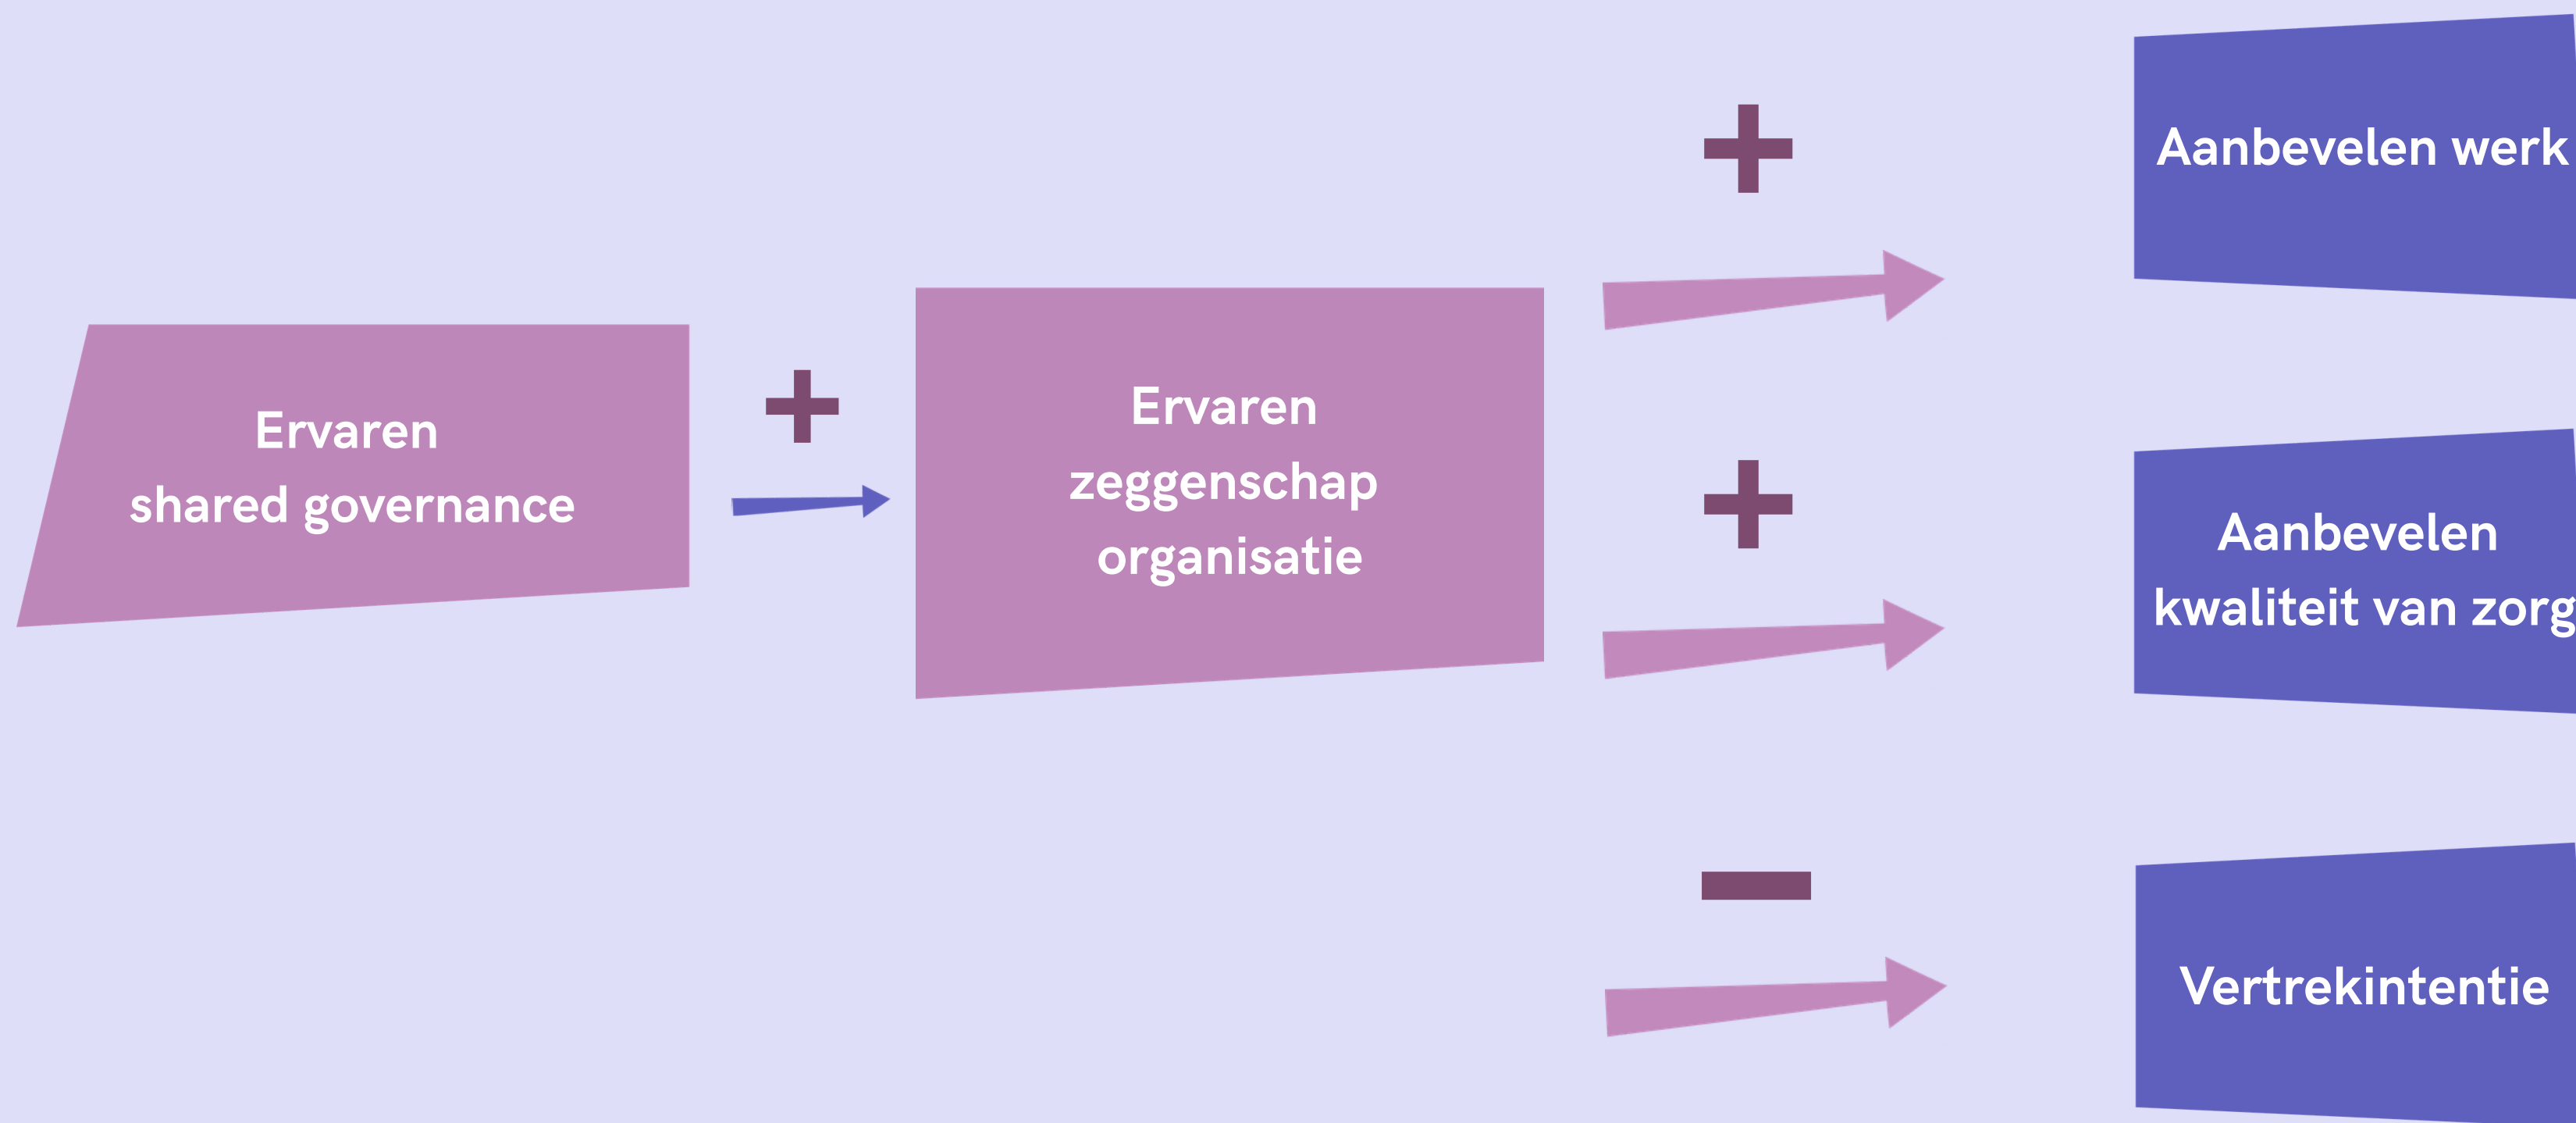 Ervaren
shared governance
+
Ervaren
zeggenschap
organisatie
+
Aanbevelen werk
+
Aanbevelen
kwaliteit van zorg
−
Vertrekintentie